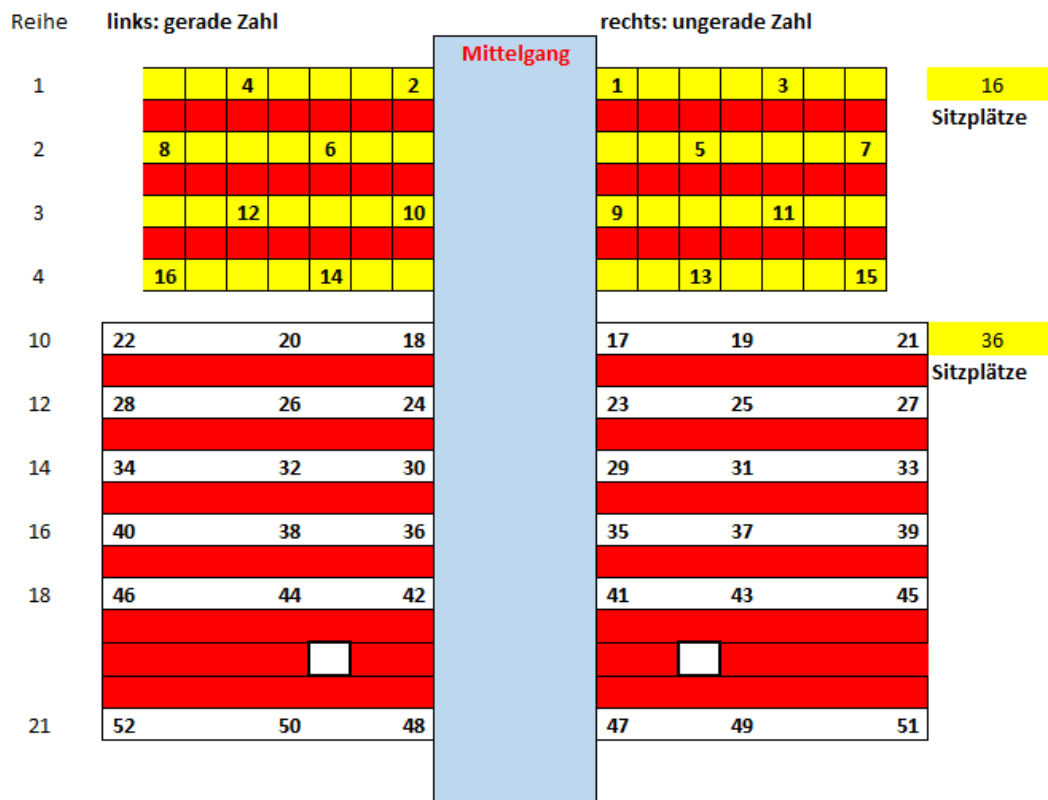 Reihe links: gerade Zahl rechts: ungerade Zahl
Mittelgang
1 4 2 1 3 16
Sitzplätze
2 8 6 5 7
3 12 10 9 11
4 16 14 13 15
10 22 20 18 17 19 21 36
Sitzplätze
12 28 26 24 23 25 27
14 34 32 30 29 31 33
16 40 38 36 35 37 39
18 46 44 42 41 43 45
21 52 50 48 47 49 51